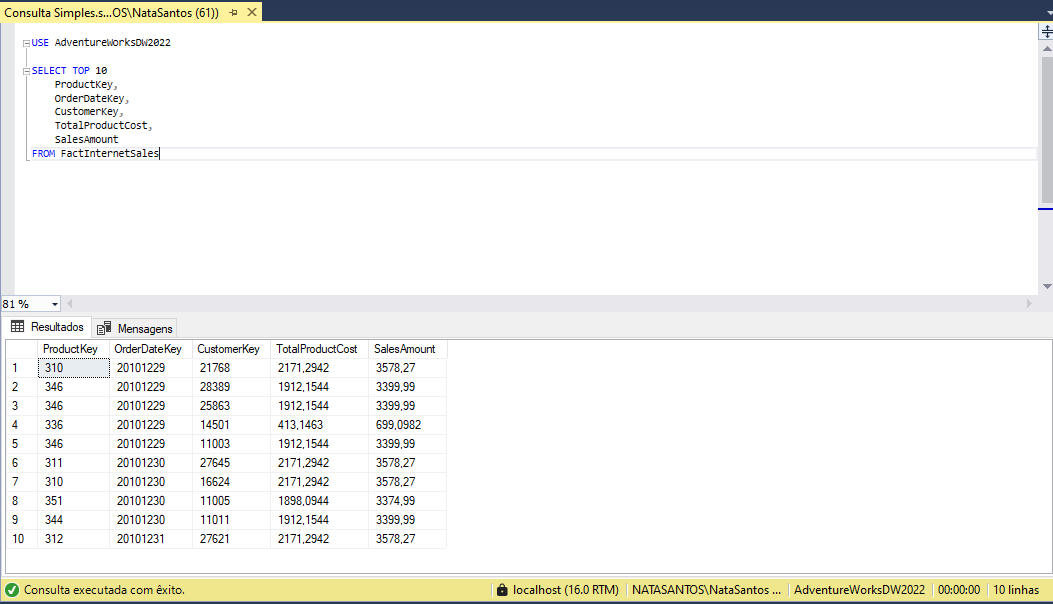 Consulta Simples.s...OS\NataSantos (61))
USE AdventureWorksDW2022
SELECT TOP 10
ProductKey,
OrderDateKey,
CustomerKey,
TotalProductCost,
SalesAmount
FROM FactInternetSales
81 %
Resultados Mensagens
ProductKey OrderDateKey CustomerKey TotalProductCost SalesAmount
1 310 20101229 21768 2171,2942 3578,27
2 346 20101229 28389 1912,1544 3399,99
3 346 20101229 25863 1912,1544 3399,99
4 336 20101229 14501 413,1463 699,0982
5 346 20101229 11003 1912,1544 3399,99
6 311 20101230 27645 2171,2942 3578,27
7 310 20101230 16624 2171,2942 3578,27
8 351 20101230 11005 1898,0944 3374,99
9 344 20101230 11011 1912,1544 3399,99
10 312 20101231 27621 2171,2942 3578,27
Consulta executada com êxito. localhost (16.0 RTM) NATASANTOS\NataSantos ... AdventureWorksDW2022 00:00:00 10 linhas